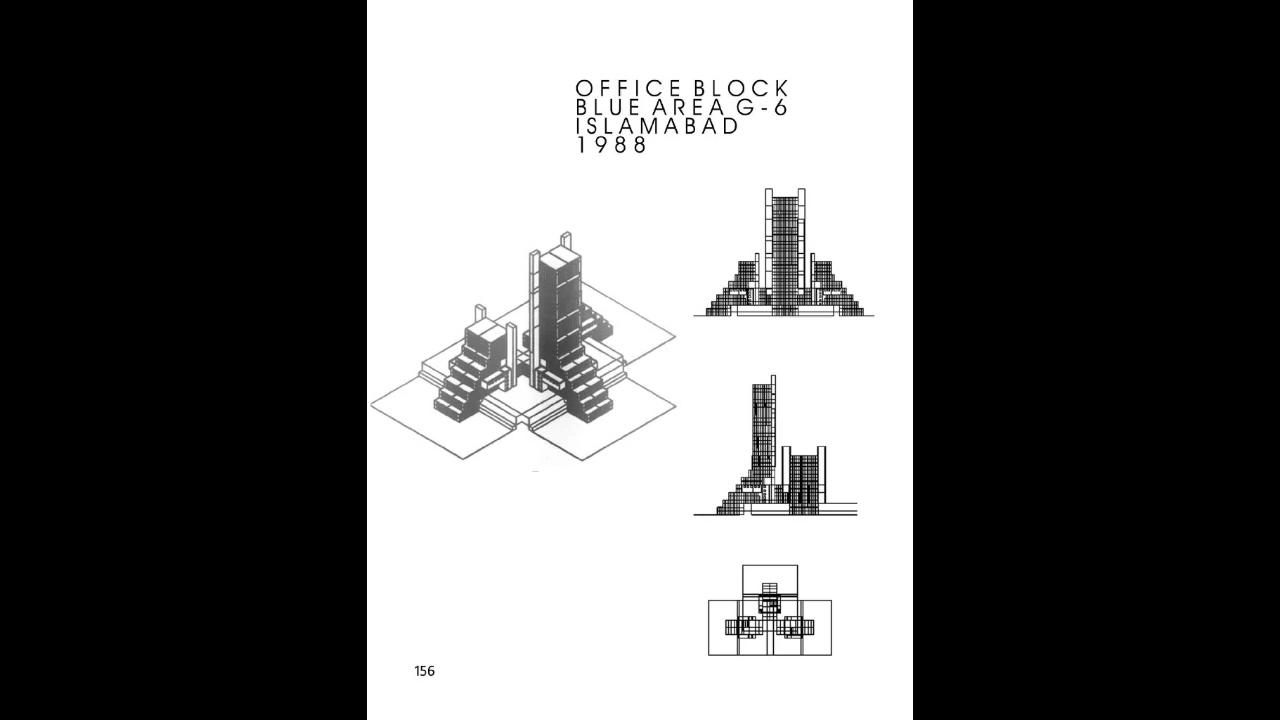 OFFICE BLOCK
BLUE AREA G-6
ISLAMABAD
1988
156